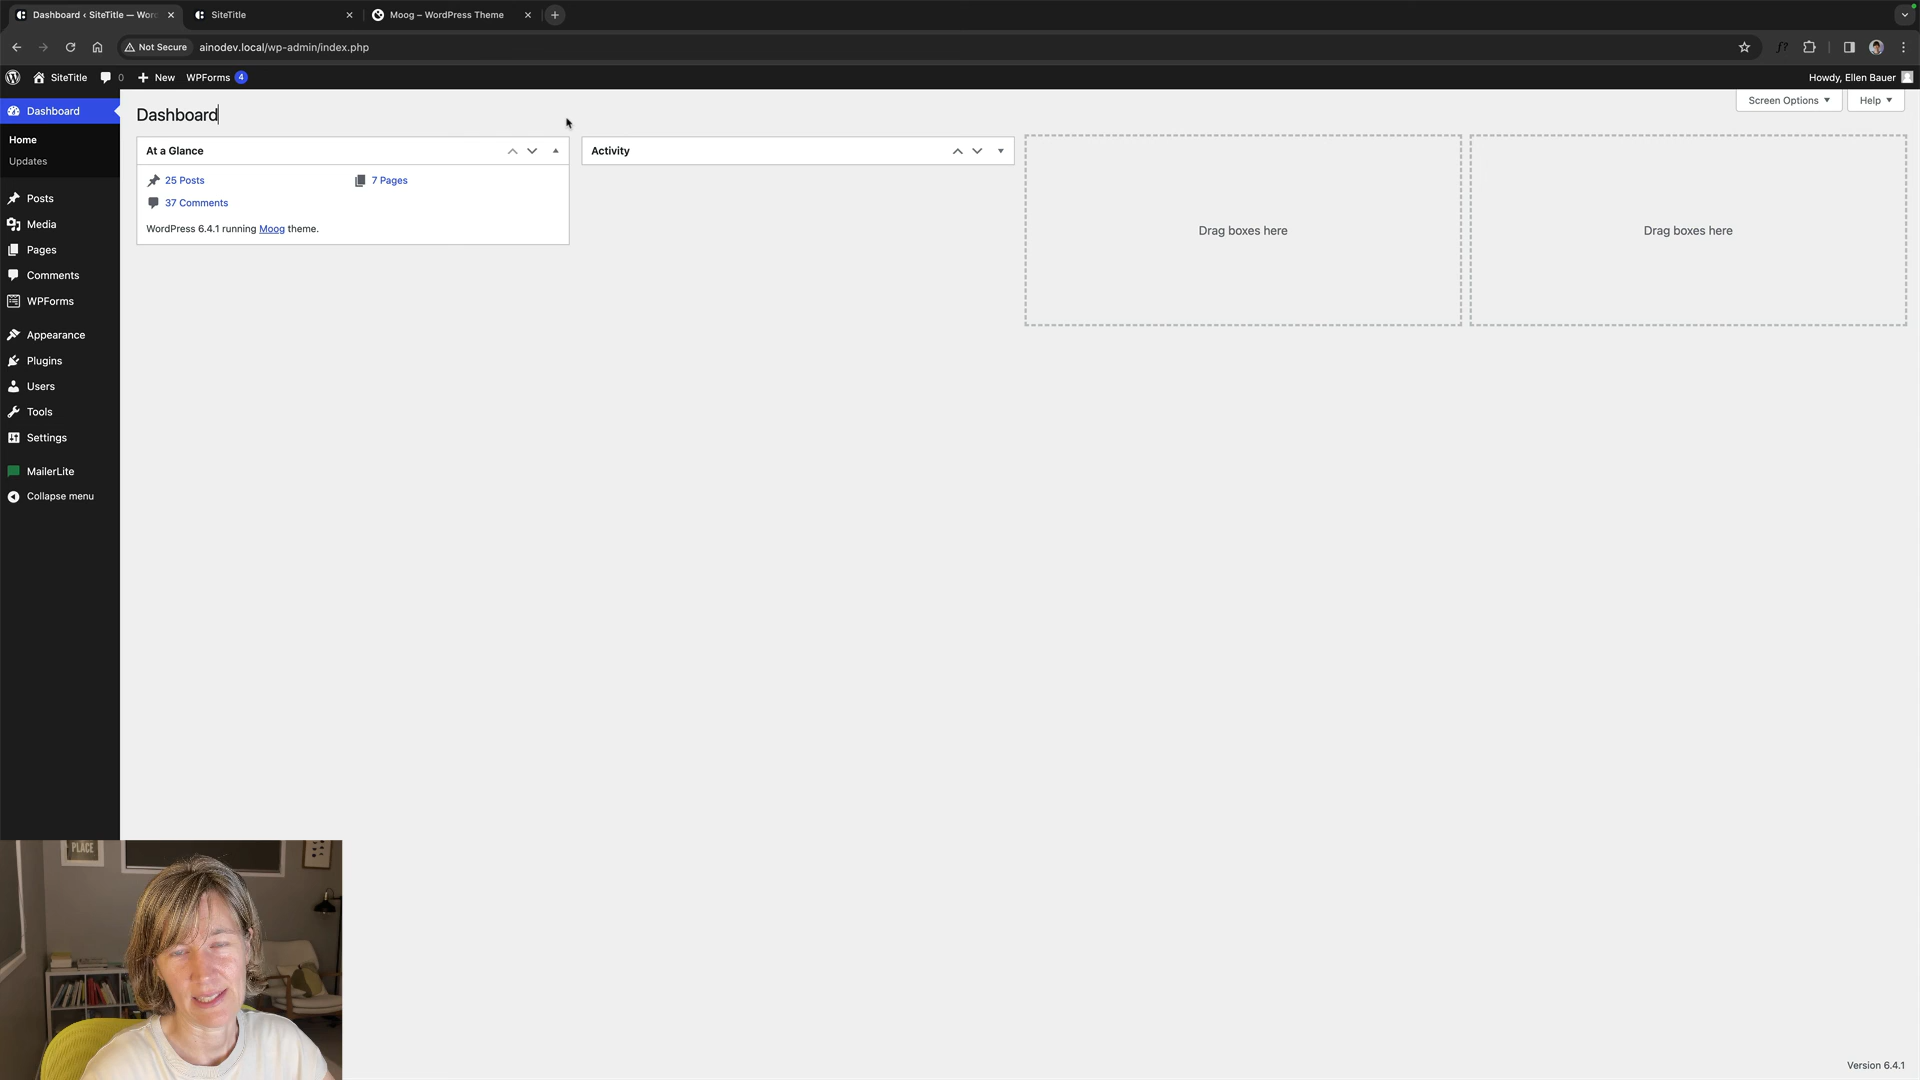 Dashboard ‹ SiteTitle — Wor
SiteTitle
Moog – WordPress Theme
Not Secure
ainodev.local/wp-admin/index.php
f?
SiteTitle
0
New
WPForms 4
Howdy, Ellen Bauer
Screen Options
Help
Dashboard
Home
Updates
Posts
Media
Pages
Comments
WPForms
Appearance
Plugins
Users
Tools
Settings
MailerLite
Collapse menu
Dashboard
At a Glance
25 Posts
7 Pages
37 Comments
WordPress 6.4.1 running Moog theme.
Activity
Drag boxes here
Drag boxes here
PLACE
Version 6.4.1